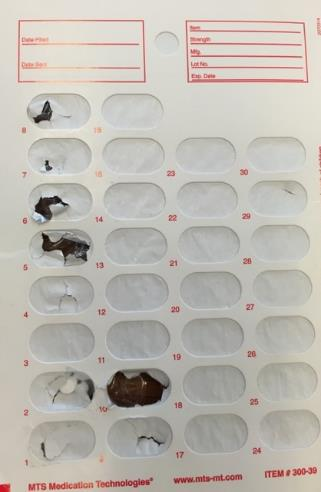 Date Filled
Date Sent
Item
Strength
Mfg.
Lot No.
Exp. Date
8 16
7 15 23 30
6 14 22 29
5 13 21 28
4 12 20 27
3 11 19 26
2 10 18 25
1 17 24
MTS Medication Technologies® www.mts-mt.com ITEM # 300-39